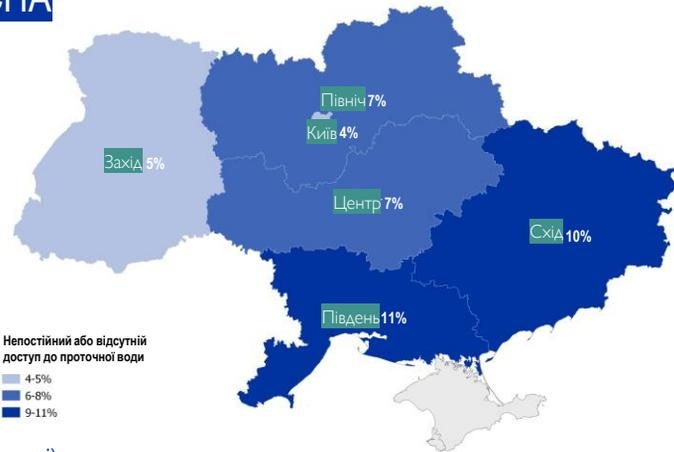 Північ 7%
Київ 4%
Захід 5%
Центр 7%
Схід 10%
Південь 11%
Непостійний або відсутній
доступ до проточної води
4-5%
6-8%
9-11%